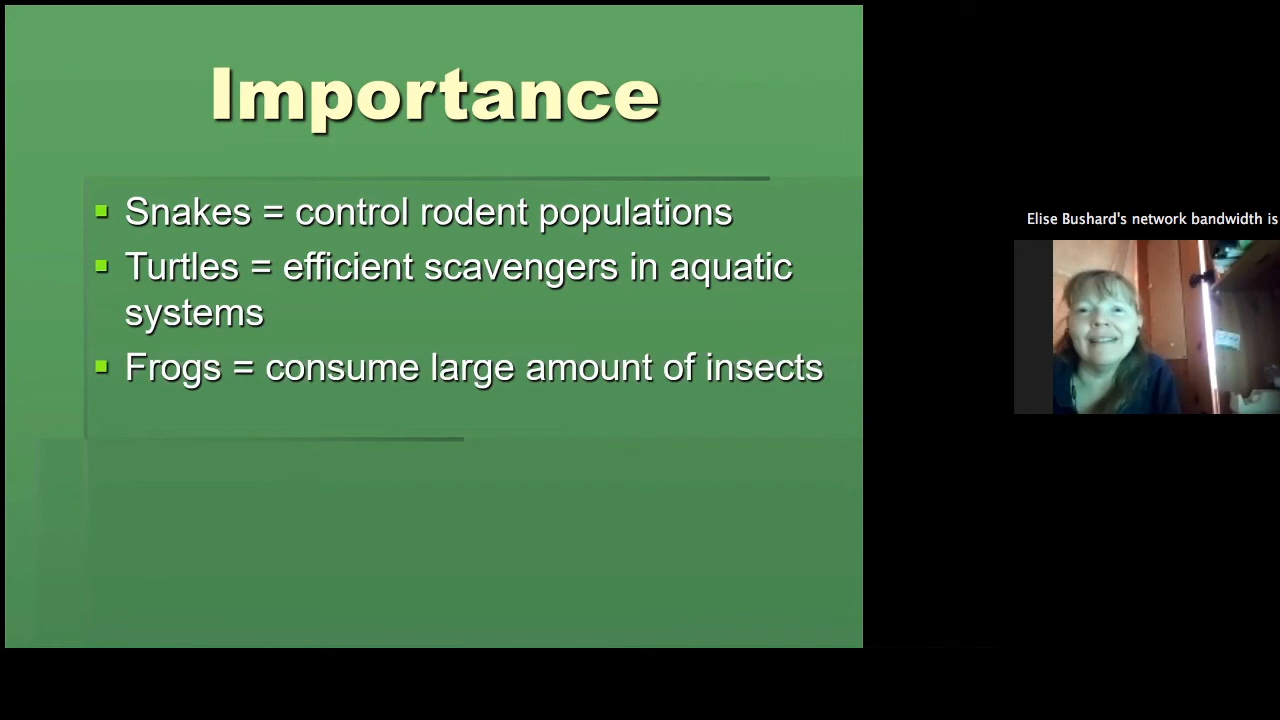 Importance
Snakes = control rodent populations
Turtles = efficient scavengers in aquatic
systems
Frogs = consume large amount of insects
Elise Bushard's network bandwidth is